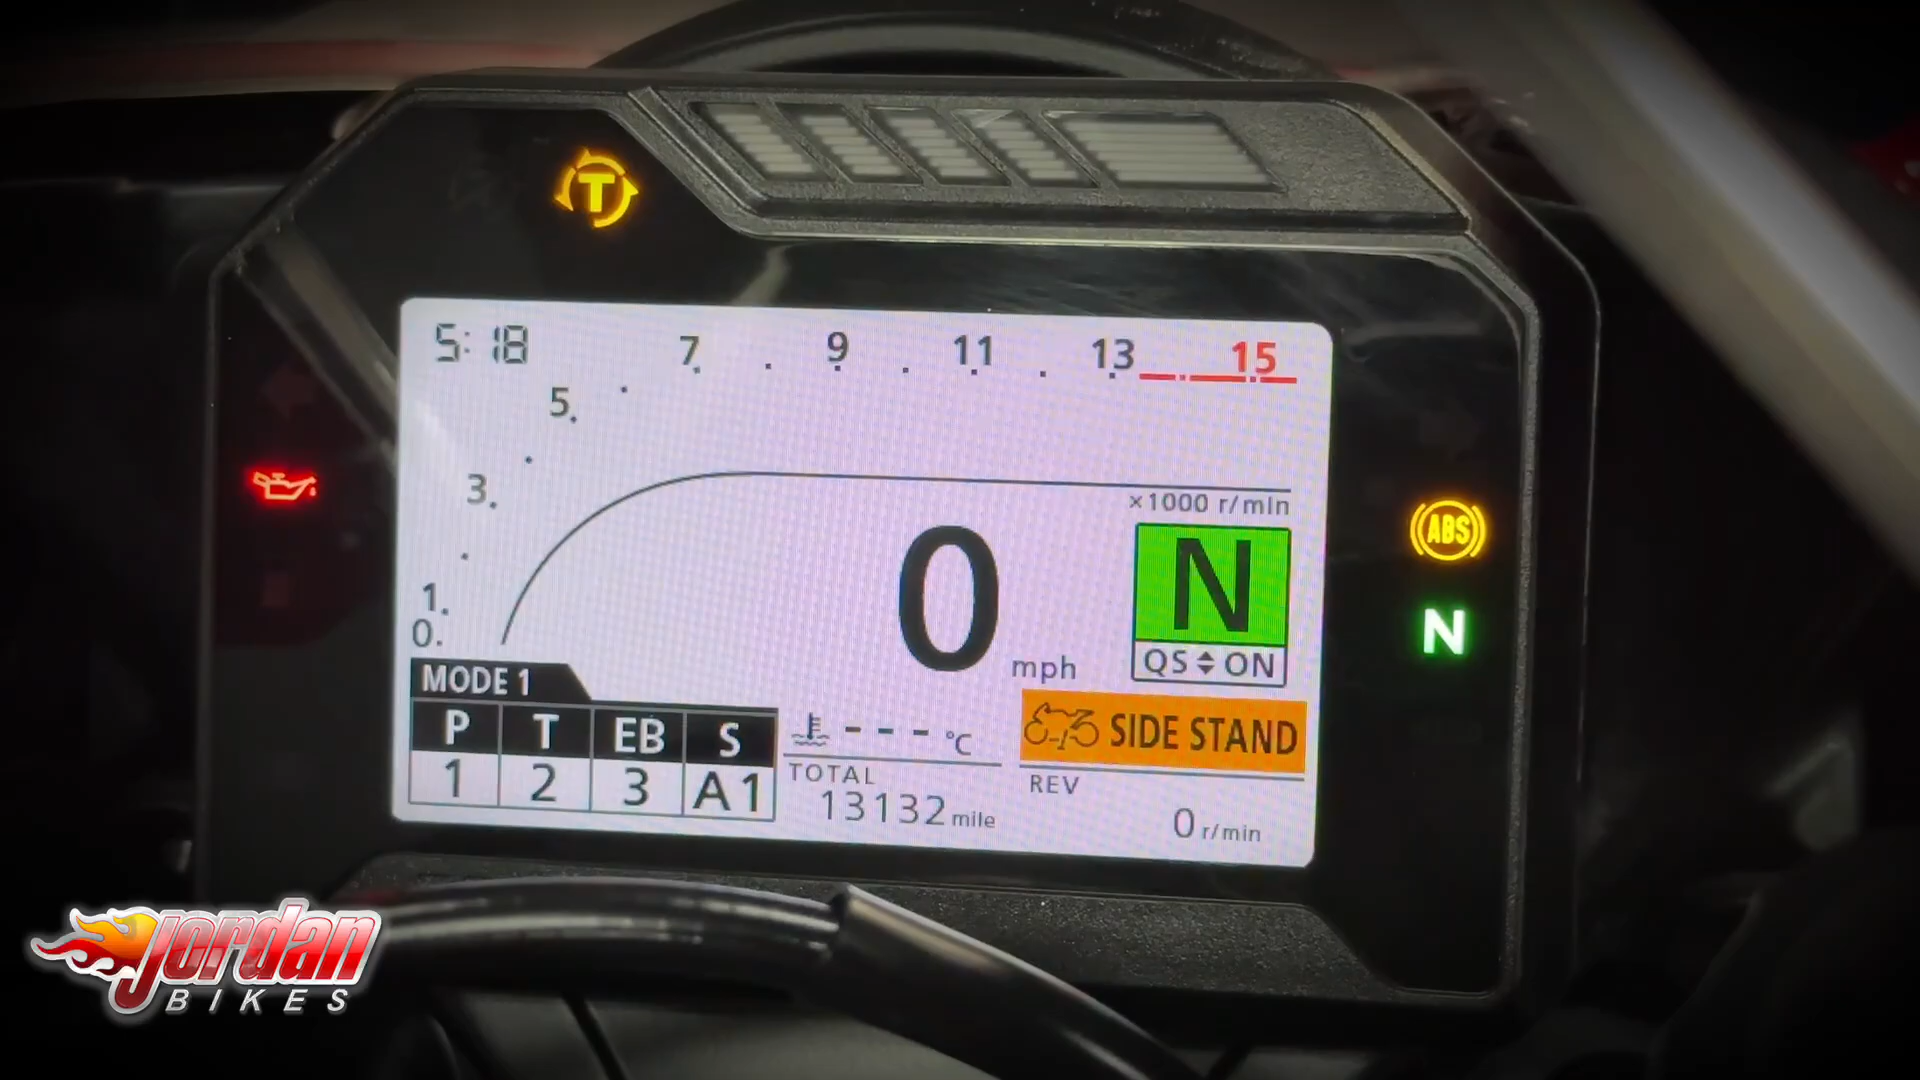 T
5:18
7 9 11 13 15
5
3
1
0
×1000 r/min
0 mph
N
QS ON
ABS
N
MODE 1
P T EB S
1 2 3 A1
--- °C
SIDE STAND
TOTAL
13132 mile
REV
0 r/min
Jordan
BIKES